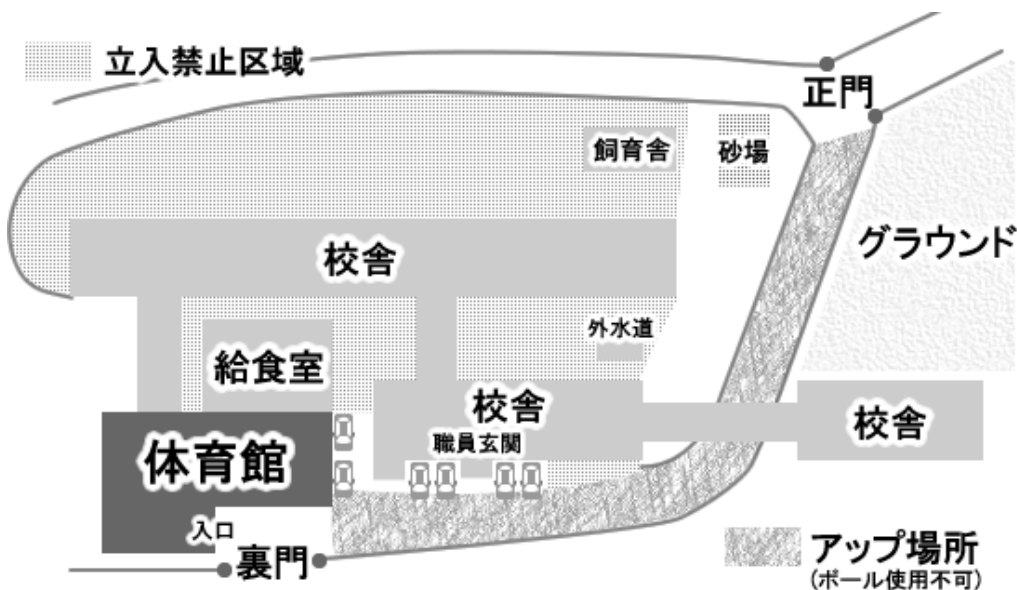 立入禁止区域
正門
飼育舎
砂場
校舎
グラウンド
外水道
給食室
校舎
校舎
職員玄関
体育館
入口
裏門
アップ場所
(ボール使用不可)